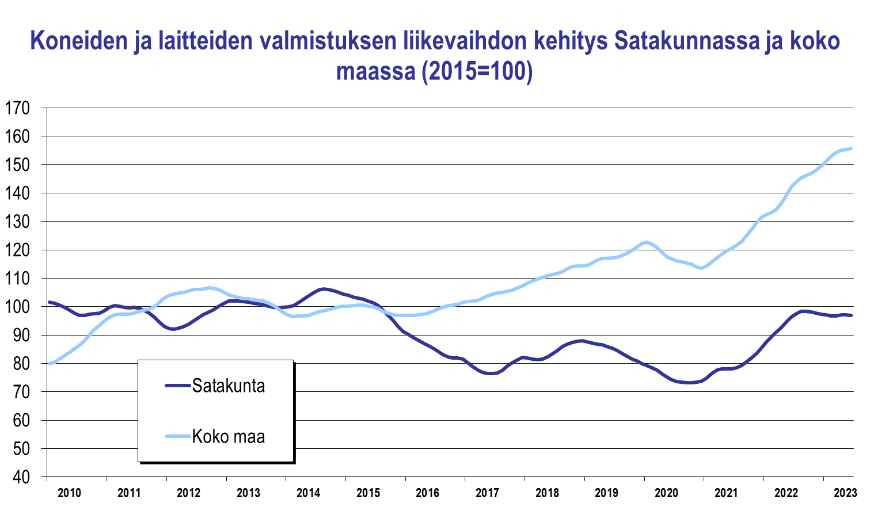 Koneiden ja laitteiden valmistuksen liikevaihdon kehitys Satakunnassa ja koko
maassa (2015=100)
170
160
150
140
130
120
110
100
90
80
70
60
50
40
Satakunta
Koko maa
2010 2011 2012 2013 2014 2015 2016 2017 2018 2019 2020 2021 2022 2023